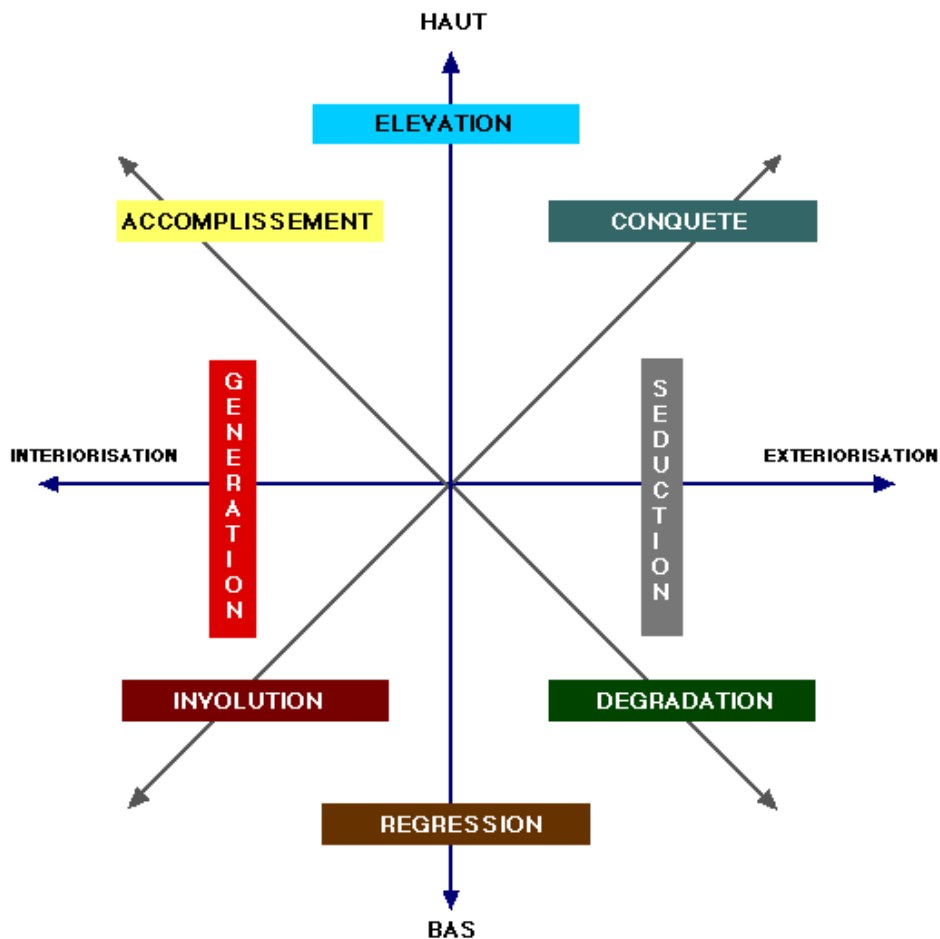 HAUT
ELEVATION
ACCOMPLISSEMENT
CONQUETE
GENERATION
SEDUCTION
INTERIORISATION
EXTERIORISATION
INVOLUTION
DEGRADATION
REGRESSION
BAS